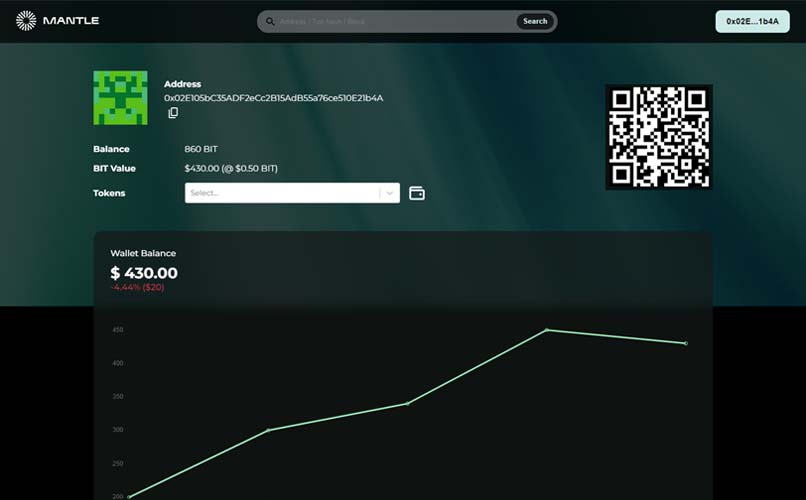 MANTLE
Address / Txn hash / Block
Search
0x02E...1b4A
Address
0x02E105bC35ADF2eCc2B15AdB55a76ce510E21b4A
Balance
860 BIT
BIT Value
$430.00 (@ $0.50 BIT)
Tokens
Select...
Wallet Balance
$ 430.00
-4.44% ($20)
450
400
350
300
250
200